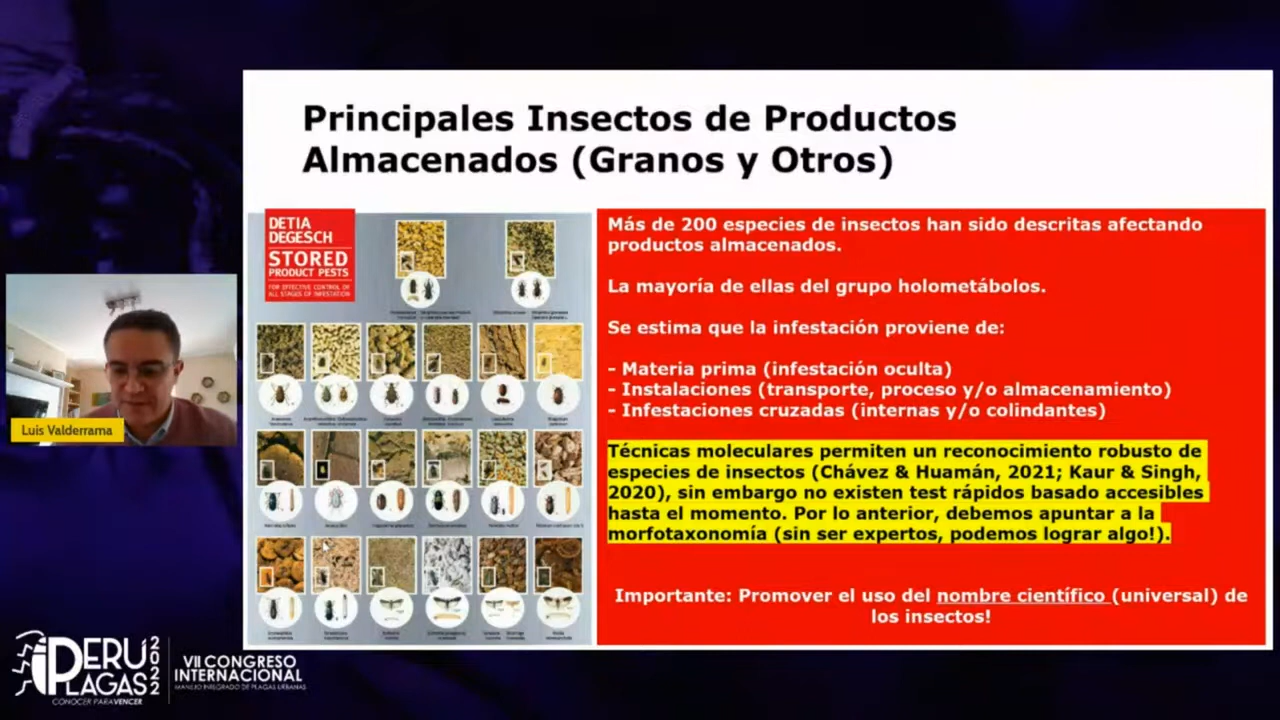 Principales Insectos de Productos
Almacenados (Granos y Otros)
DETIA
DEGESCH
STORED
PRODUCT PESTS
FOR EFFECTIVE CONTROL OF
ALL STAGES OF INFESTATION
Más de 200 especies de insectos han sido descritas afectando
productos almacenados.
La mayoría de ellas del grupo holometábolos.
Se estima que la infestación proviene de:
- Materia prima (infestación oculta)
- Instalaciones (transporte, proceso y/o almacenamiento)
- Infestaciones cruzadas (internas y/o colindantes)
Técnicas moleculares permiten un reconocimiento robusto de
especies de insectos (Chávez & Huamán, 2021; Kaur & Singh,
2020), sin embargo no existen test rápidos basado accesibles
hasta el momento. Por lo anterior, debemos apuntar a la
morfotaxonomía (sin ser expertos, podemos lograr algo!).
Importante: Promover el uso del nombre científico (universal) de
los insectos!
Luis Valderrama
PERÚ
PLAGAS
2022
CONOCER PARA VENCER
VII CONGRESO
INTERNACIONAL
MANEJO INTEGRADO DE PLAGAS URBANAS